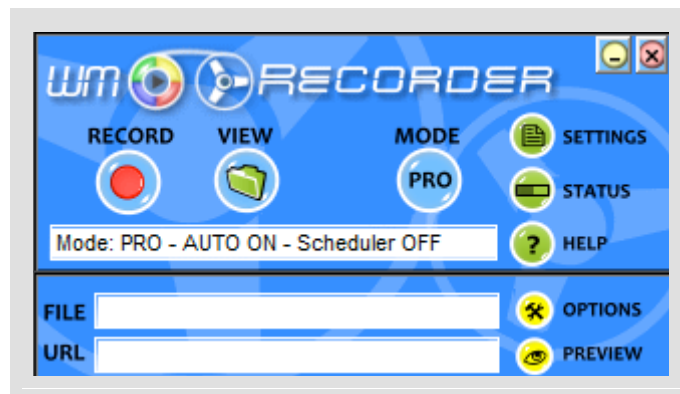 WM RECORDER
RECORD VIEW MODE SETTINGS
PRO STATUS
Mode: PRO - AUTO ON - Scheduler OFF
? HELP
FILE OPTIONS
URL PREVIEW